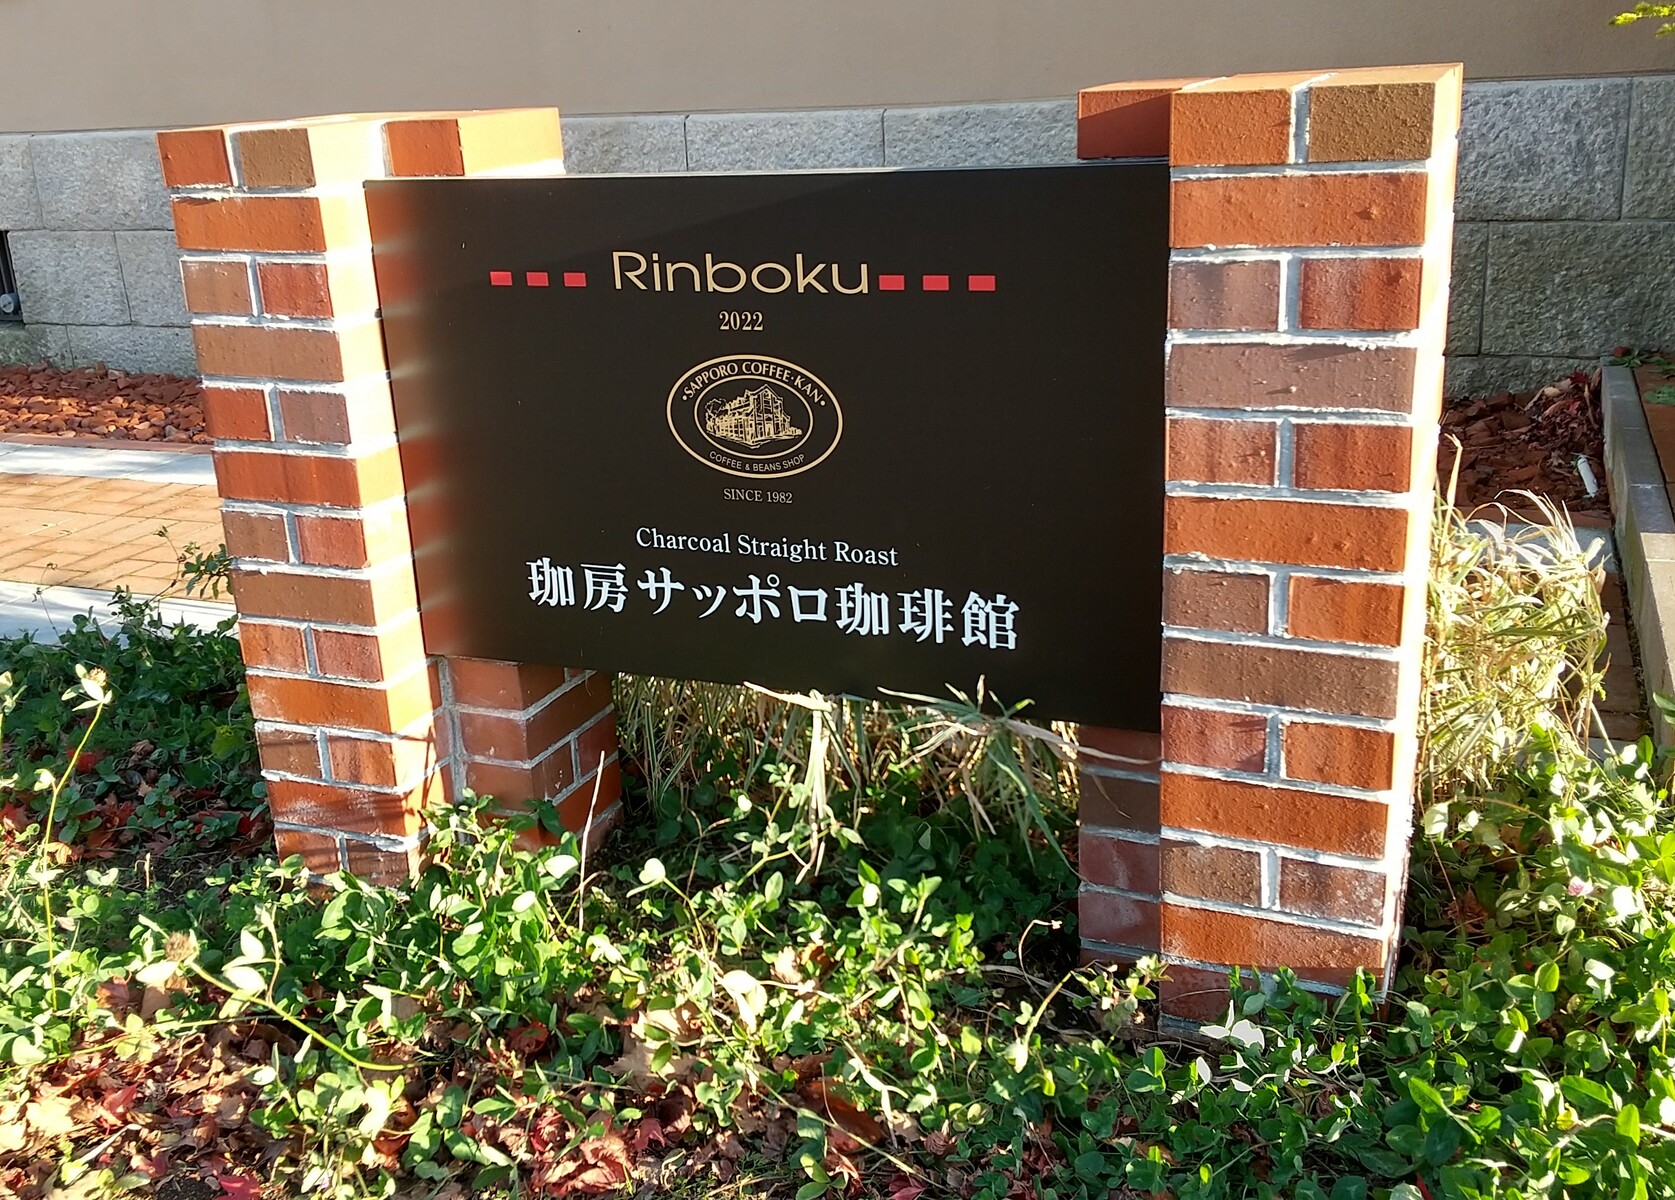 Rinboku
2022
・SAPPORO COFFEE・KAN・
COFFEE & BEANS SHOP
SINCE 1982
Charcoal Straight Roast
珈房サッポロ珈琲館